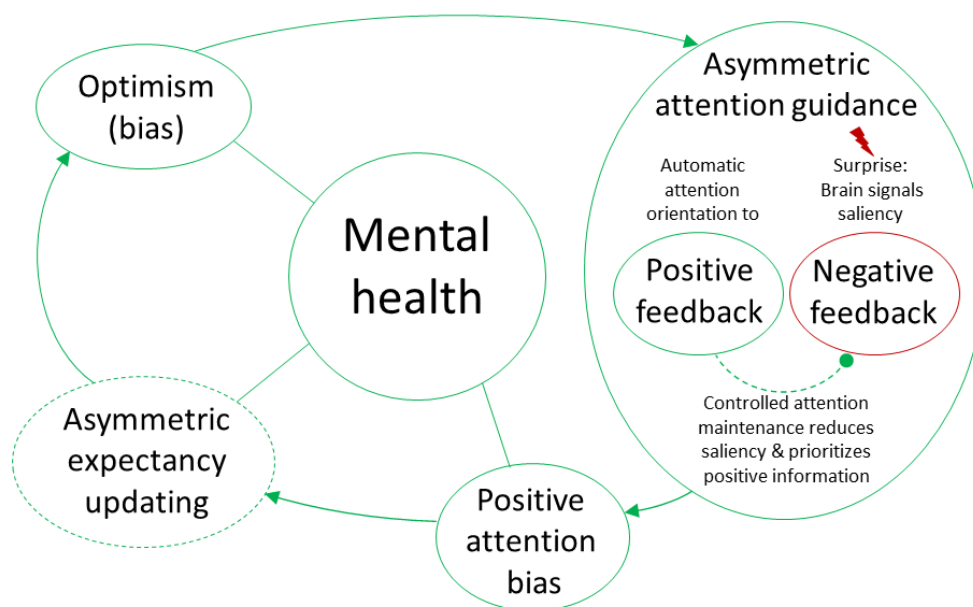 Optimism
(bias)
Asymmetric
attention guidance
Automatic
attention
orientation to
Surprise:
Brain signals
saliency
Positive
feedback
Negative
feedback
Controlled attention
maintenance reduces
saliency & prioritizes
positive information
Mental
health
Asymmetric
expectancy
updating
Positive
attention
bias